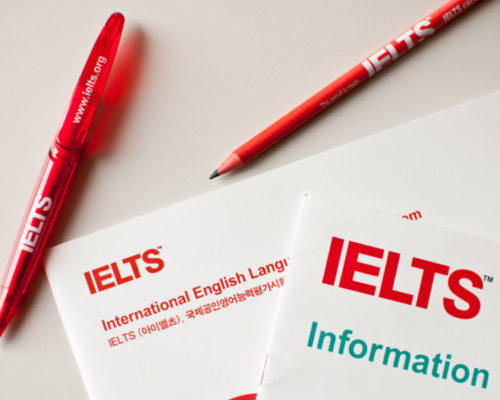 www.ielts.org
IELTS
IELTS
IELTS™
International English Langu
IELTS (아이엘츠), 국제공인영어능력평가시
IELTS™
Information